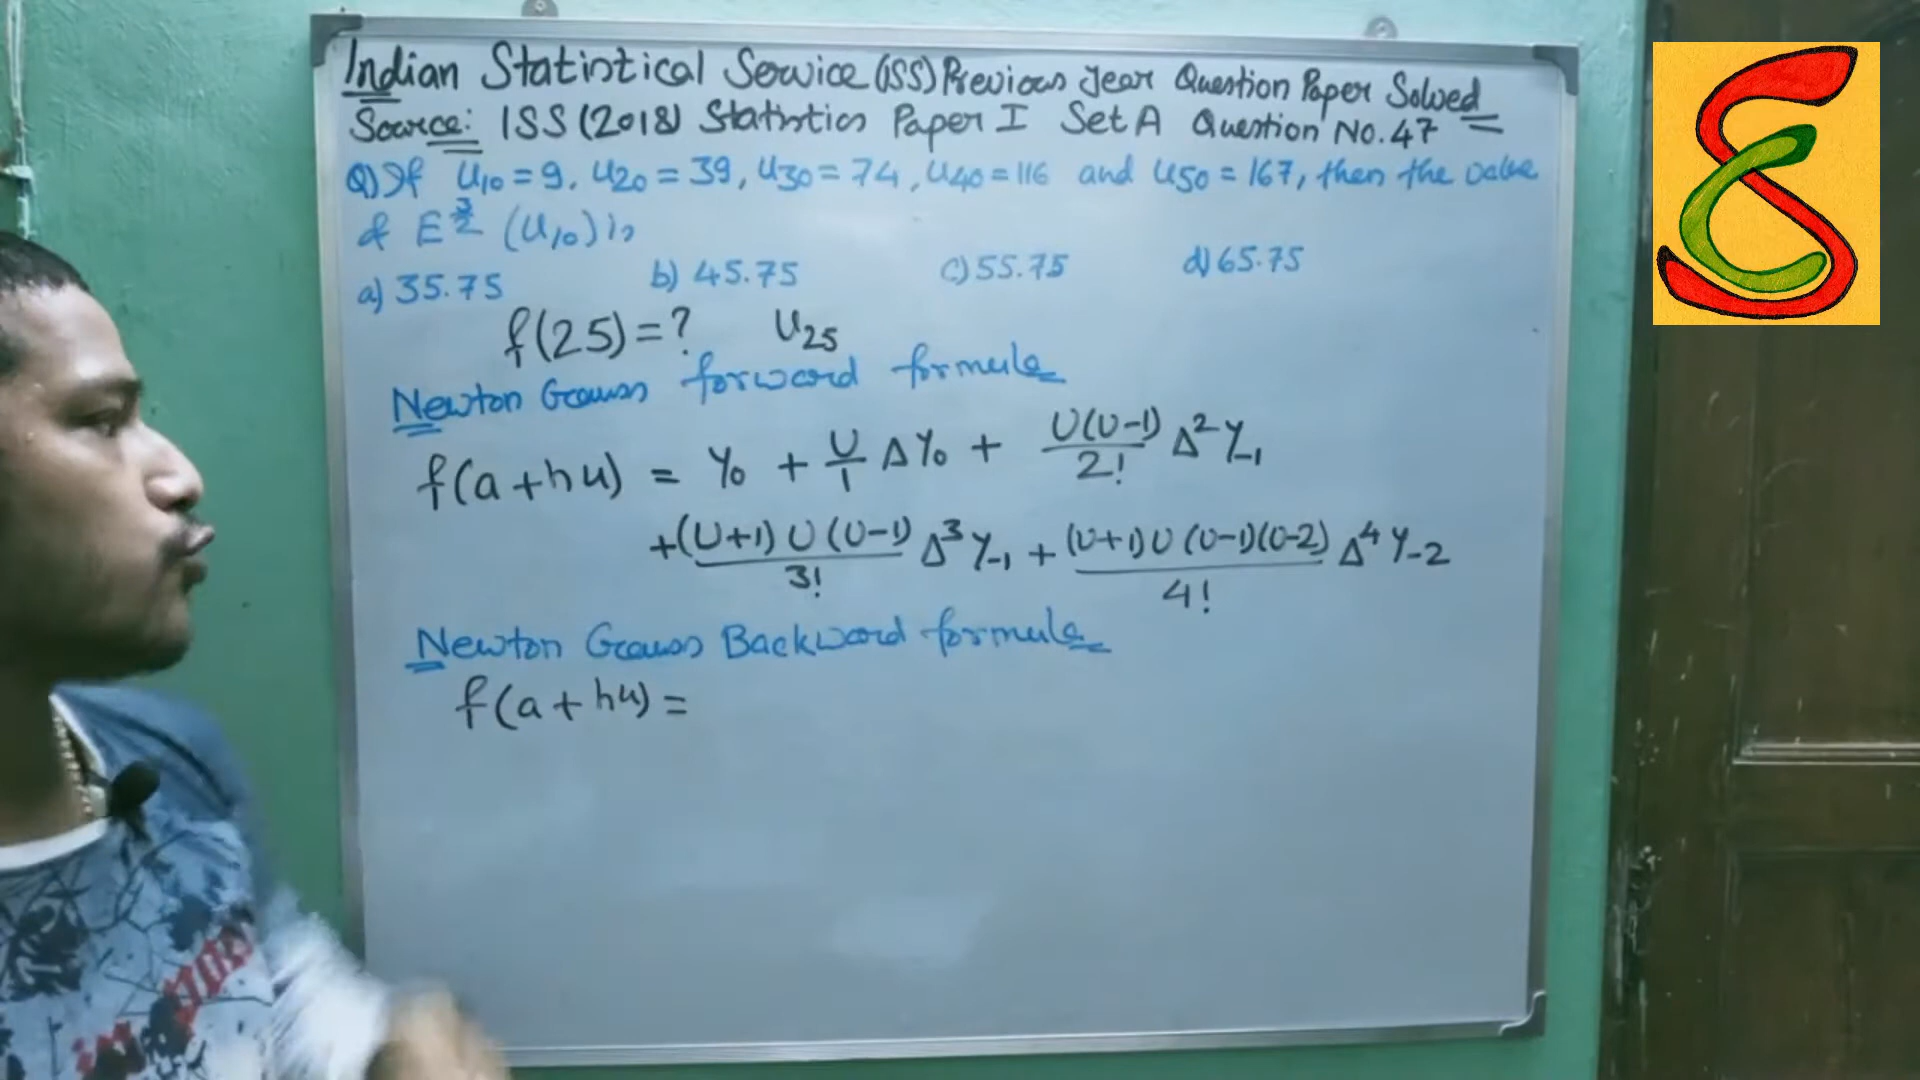 Indian Statistical Service (ISS) Previous year Question Paper Solved
Source: ISS (2018) Statistics Paper I Set A Question No. 47
Q) If U₁₀ = 9, U₂₀ = 39, U₃₀ = 74, U₄₀ = 116 and U₅₀ = 167, then the value
of E^(3/2) (U₁₀) is
a) 35.75 b) 45.75 c) 55.75 d) 65.75
f(25) = ? U₂₅
Newton Gauss forward formula
f(a+hu) = Y₀ + U/1 ΔY₀ + U(U-1)/2! Δ²Y₋₁
+ (U+1)U(U-1)/3! Δ³Y₋₁ + (U+1)U(U-1)(U-2)/4! Δ⁴Y₋₂
Newton Gauss Backward formula
f(a+hu) =